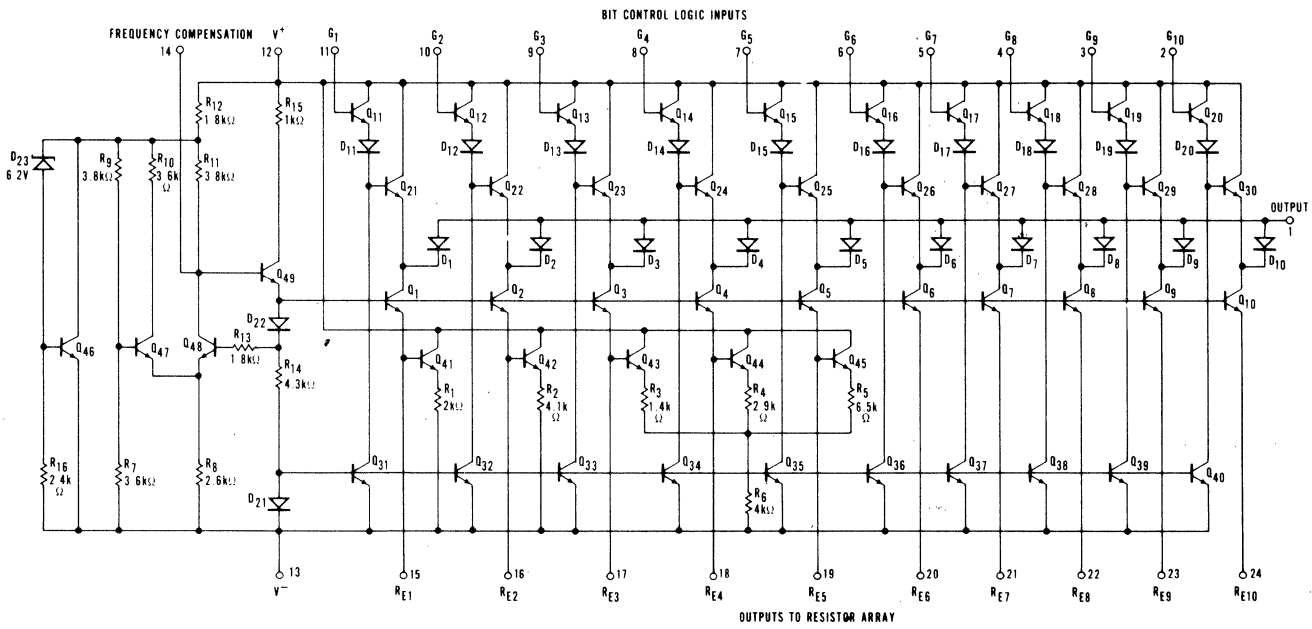 BIT CONTROL LOGIC INPUTS
FREQUENCY COMPENSATION V+ G1 G2 G3 G4 G5 G6 G7 G8 G9 G10
14 12 11 10 9 8 7 6 5 4 3 2
R12 1 8kΩ
R15 1kΩ
Q11 Q12 Q13 Q14 Q15 Q16 Q17 Q18 Q19 Q20
D23 6 2V
R9 3.8kΩ
R10 3.6k Ω
R11 3 8kΩ
D11 D12 D13 D14 D15 D16 D17 D18 D19 D20
Q21 Q22 Q23 Q24 Q25 Q26 Q27 Q28 Q29 Q30
OUTPUT
1
D1 D2 D3 D4 D5 D6 D7 D8 D9 D10
Q49
Q1 Q2 Q3 Q4 Q5 Q6 Q7 Q8 Q9 Q10
D22
Q46 Q47 Q48
R13 1 8kΩ
R14 4.3kΩ
Q41 Q42 Q43 Q44 Q45
R1 2kΩ
R2 4.1k Ω
R3 1.4k Ω
R4 2 9k Ω
R5 6.5k Ω
R16 2 4k Ω
R7 3 6kΩ
R8 2.6kΩ
Q31 Q32 Q33 Q34 Q35 Q36 Q37 Q38 Q39 Q40
D21
R6 4kΩ
13 15 16 17 18 19 20 21 22 23 24
V− RE1 RE2 RE3 RE4 RE5 RE6 RE7 RE8 RE9 RE10
OUTPUTS TO RESISTOR ARRAY